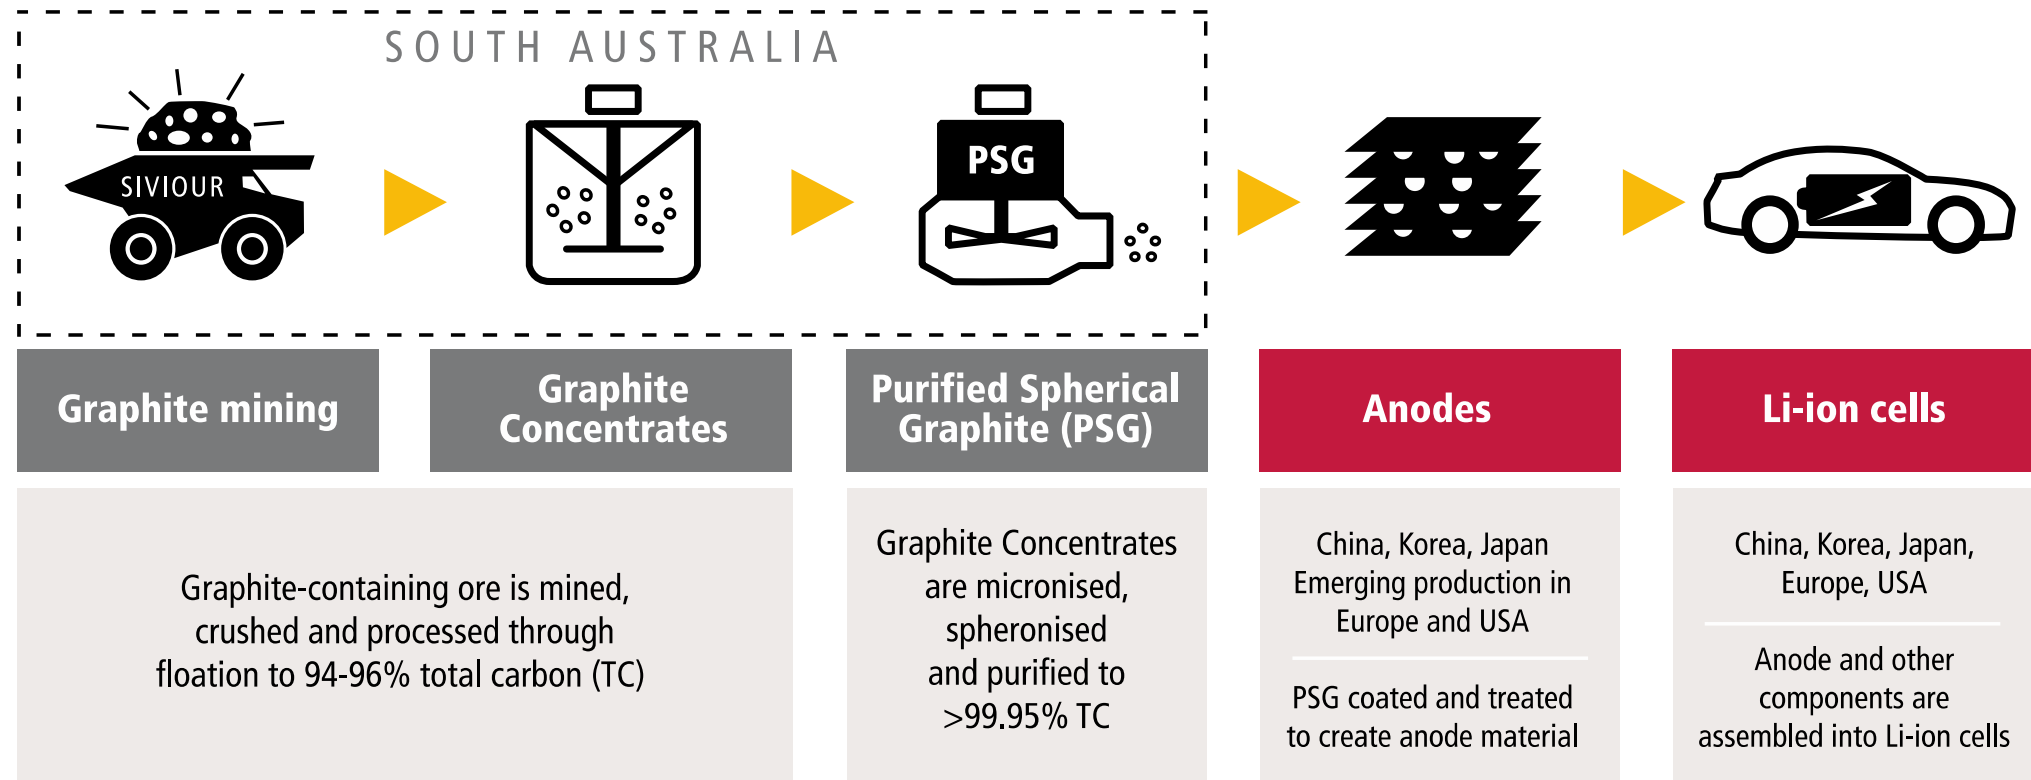 SOUTH AUSTRALIA
SIVIOUR
PSG
Graphite mining
Graphite
Concentrates
Purified Spherical
Graphite (PSG)
Anodes
Li-ion cells
Graphite-containing ore is mined,
crushed and processed through
floation to 94-96% total carbon (TC)
Graphite Concentrates
are micronised,
spheronised
and purified to
>99.95% TC
China, Korea, Japan
Emerging production in
Europe and USA
PSG coated and treated
to create anode material
China, Korea, Japan,
Europe, USA
Anode and other
components are
assembled into Li-ion cells